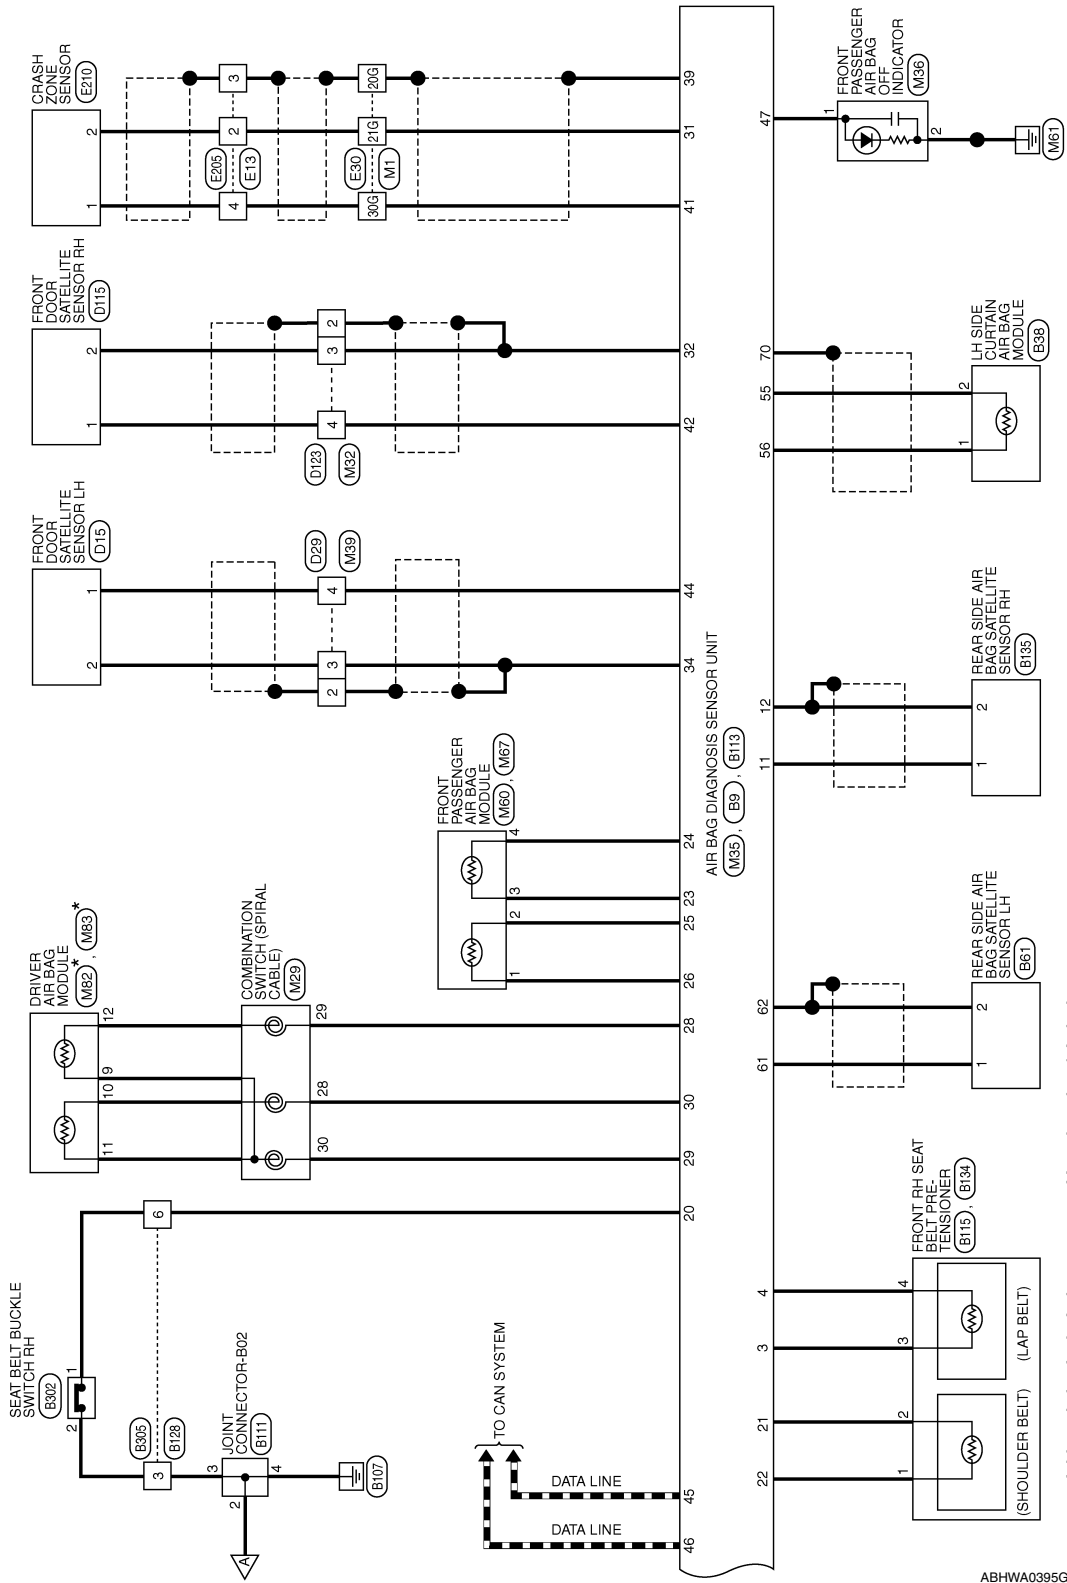 SEAT BELT BUCKLE
SWITCH RH
B302
2
1
B305
B128
3
6
JOINT
CONNECTOR-B02
B111
3
4
2
A
B107
DRIVER
AIR BAG
MODULE
M82
*
,
M83
*
11
10
9
12
COMBINATION
SWITCH (SPIRAL
CABLE)
M29
30
28
29
FRONT
PASSENGER
AIR BAG
MODULE
M60
,
M67
1
2
3
4
FRONT
DOOR
SATELLITE
SENSOR LH
D15
2
1
D29
M39
2
3
4
FRONT
DOOR
SATELLITE
SENSOR RH
D115
1
2
D123
M32
4
3
2
CRASH
ZONE
SENSOR
E210
1
2
E205
E13
4
2
3
E30
M1
30G
21G
20G
TO CAN SYSTEM
DATA LINE
DATA LINE
46
45
20
29
30
28
26
25
23
24
34
44
42
32
41
31
39
AIR BAG DIAGNOSIS SENSOR UNIT
M35
,
B9
,
B113
22
21
3
4
61
62
11
12
56
55
70
47
FRONT RH SEAT
BELT PRE-
TENSIONER
B115
,
B134
1
2
3
4
(SHOULDER BELT)
(LAP BELT)
REAR SIDE AIR
BAG SATELLITE
SENSOR LH
B61
1
2
REAR SIDE AIR
BAG SATELLITE
SENSOR RH
B135
1
2
LH SIDE
CURTAIN
AIR BAG
MODULE
B38
1
2
FRONT
PASSENGER
AIR BAG
OFF
INDICATOR
M36
1
2
M61
ABHWA0395G